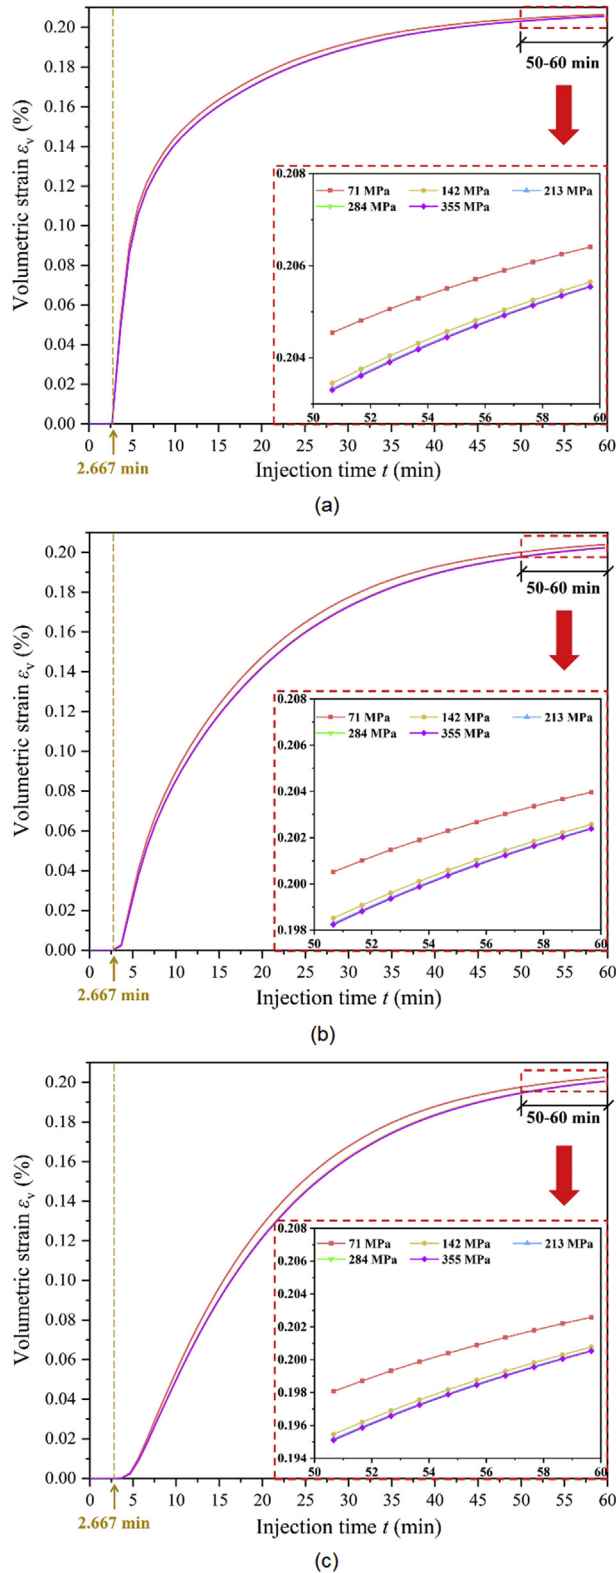 0.20
0.18
0.16
0.14
0.12
0.10
0.08
0.06
0.04
0.02
0.00
Volumetric strain εv (%)
50-60 min
0.208
0.206
0.204
71 MPa 142 MPa 213 MPa
284 MPa 355 MPa
50 52 54 56 58 60
0 5 10 15 20 25 30 35 40 45 50 55 60
2.667 min
Injection time t (min)
(a)
0.20
0.18
0.16
0.14
0.12
0.10
0.08
0.06
0.04
0.02
0.00
Volumetric strain εv (%)
50-60 min
0.208
0.206
0.204
0.202
0.200
0.198
71 MPa 142 MPa 213 MPa
284 MPa 355 MPa
50 52 54 56 58 60
0 5 10 15 20 25 30 35 40 45 50 55 60
2.667 min
Injection time t (min)
(b)
0.20
0.18
0.16
0.14
0.12
0.10
0.08
0.06
0.04
0.02
0.00
Volumetric strain εv (%)
50-60 min
0.208
0.206
0.204
0.202
0.200
0.198
0.196
0.194
71 MPa 142 MPa 213 MPa
284 MPa 355 MPa
50 52 54 56 58 60
0 5 10 15 20 25 30 35 40 45 50 55 60
2.667 min
Injection time t (min)
(c)